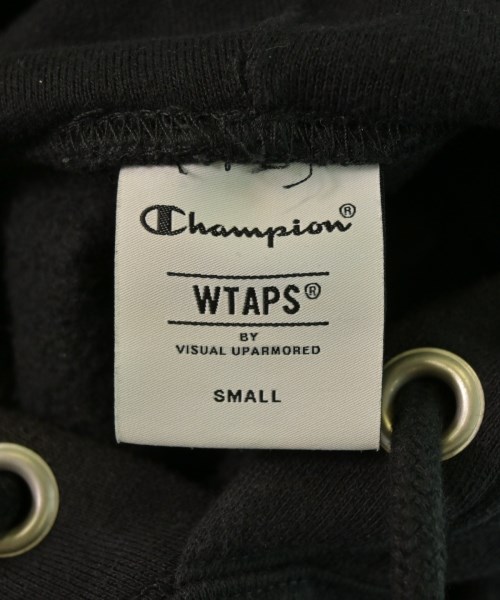 Champion®
WTAPS®
BY
VISUAL UPARMORED
SMALL